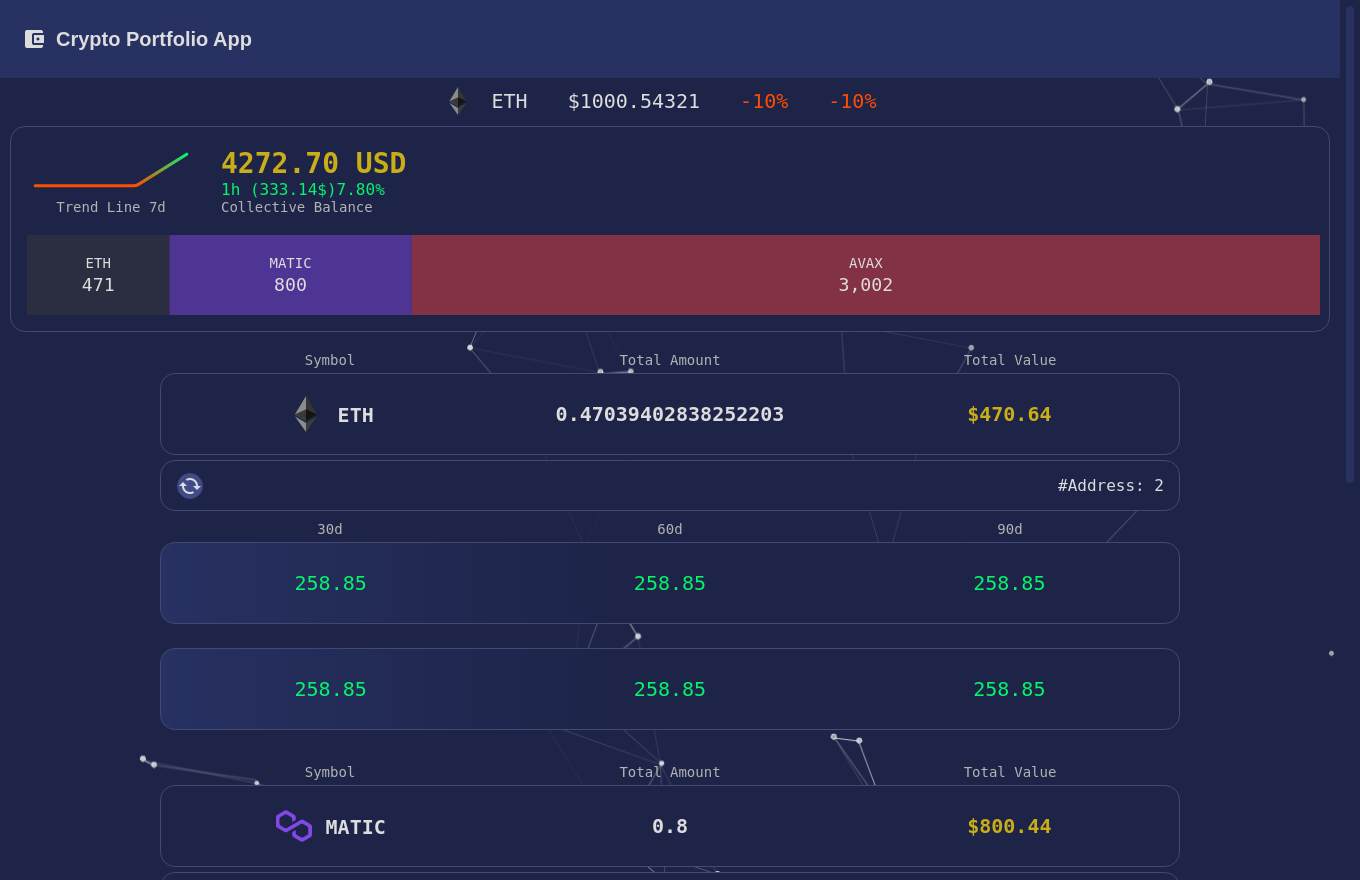 Crypto Portfolio App
ETH $1000.54321 -10% -10%
4272.70 USD
1h (333.14$)7.80%
Trend Line 7d Collective Balance
ETH MATIC AVAX
471 800 3,002
Symbol Total Amount Total Value
ETH 0.47039402838252203 $470.64
#Address: 2
30d 60d 90d
258.85 258.85 258.85
258.85 258.85 258.85
Symbol Total Amount Total Value
MATIC 0.8 $800.44